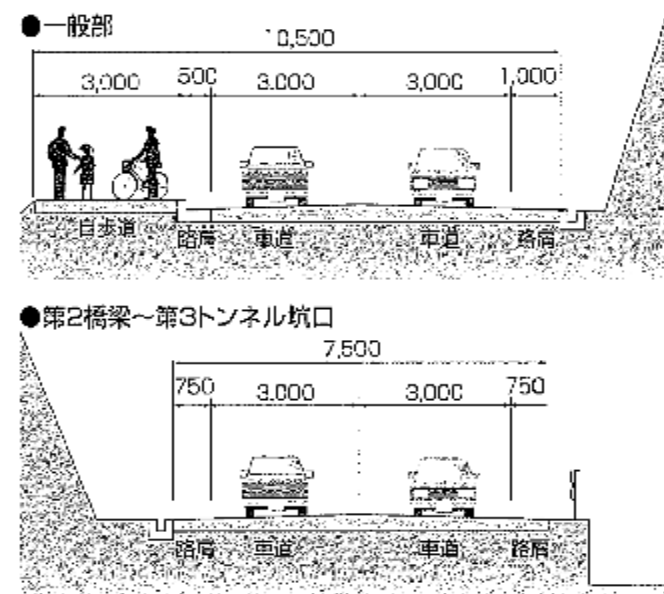 ●一般部
10,500
3,000 500 3,000 3,000 1,000
自歩道 路肩 車道 車道 路肩
●第2橋梁~第3トンネル坑口
7,500
750 3,000 3,000 750
路肩 車道 車道 路肩